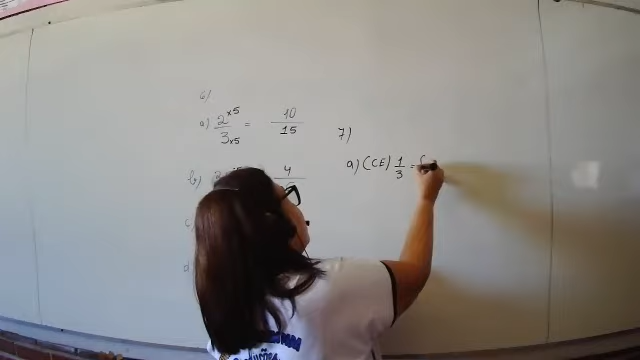 6)
a) 2 x5 / 3 x5 = 10 / 15
b) 4
c)
d
7)
a) (CE) 1/3 =